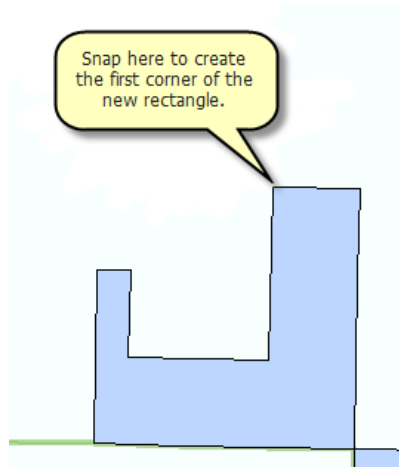 Snap here to create
the first corner of the
new rectangle.